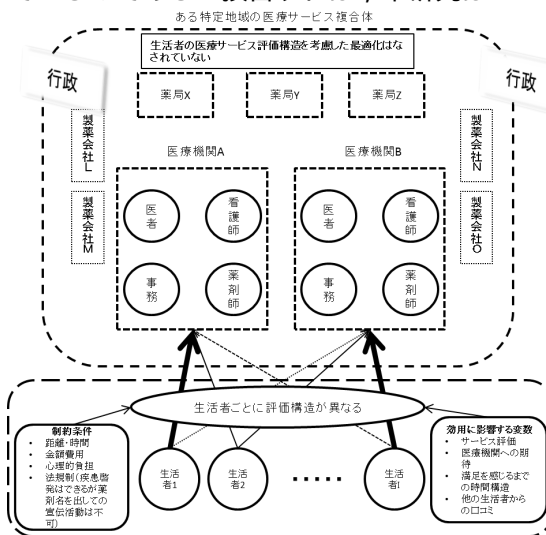 ある特定地域の医療サービス複合体
生活者の医療サービス評価構造を考慮した最適化はな
されていない
行政
行政
薬局X
薬局Y
薬局Z
製薬会社L
製薬会社N
医療機関A
医療機関B
医者
看護師
医者
看護師
製薬会社M
製薬会社O
事務
薬剤師
事務
薬剤師
生活者ごとに評価構造が異なる
制約条件
• 距離・時間
• 金額費用
• 心理的負担
• 法規制(疾患啓
発はできるが薬
剤名を出しての
宣伝活動は不
可)
効用に影響する変数
• サービス評価
• 医療機関への期
待
• 満足を感じるまで
の時間構造
• 他の生活者から
の口コミ
生活
者1
生活
者2
・・・・・
生活
者I